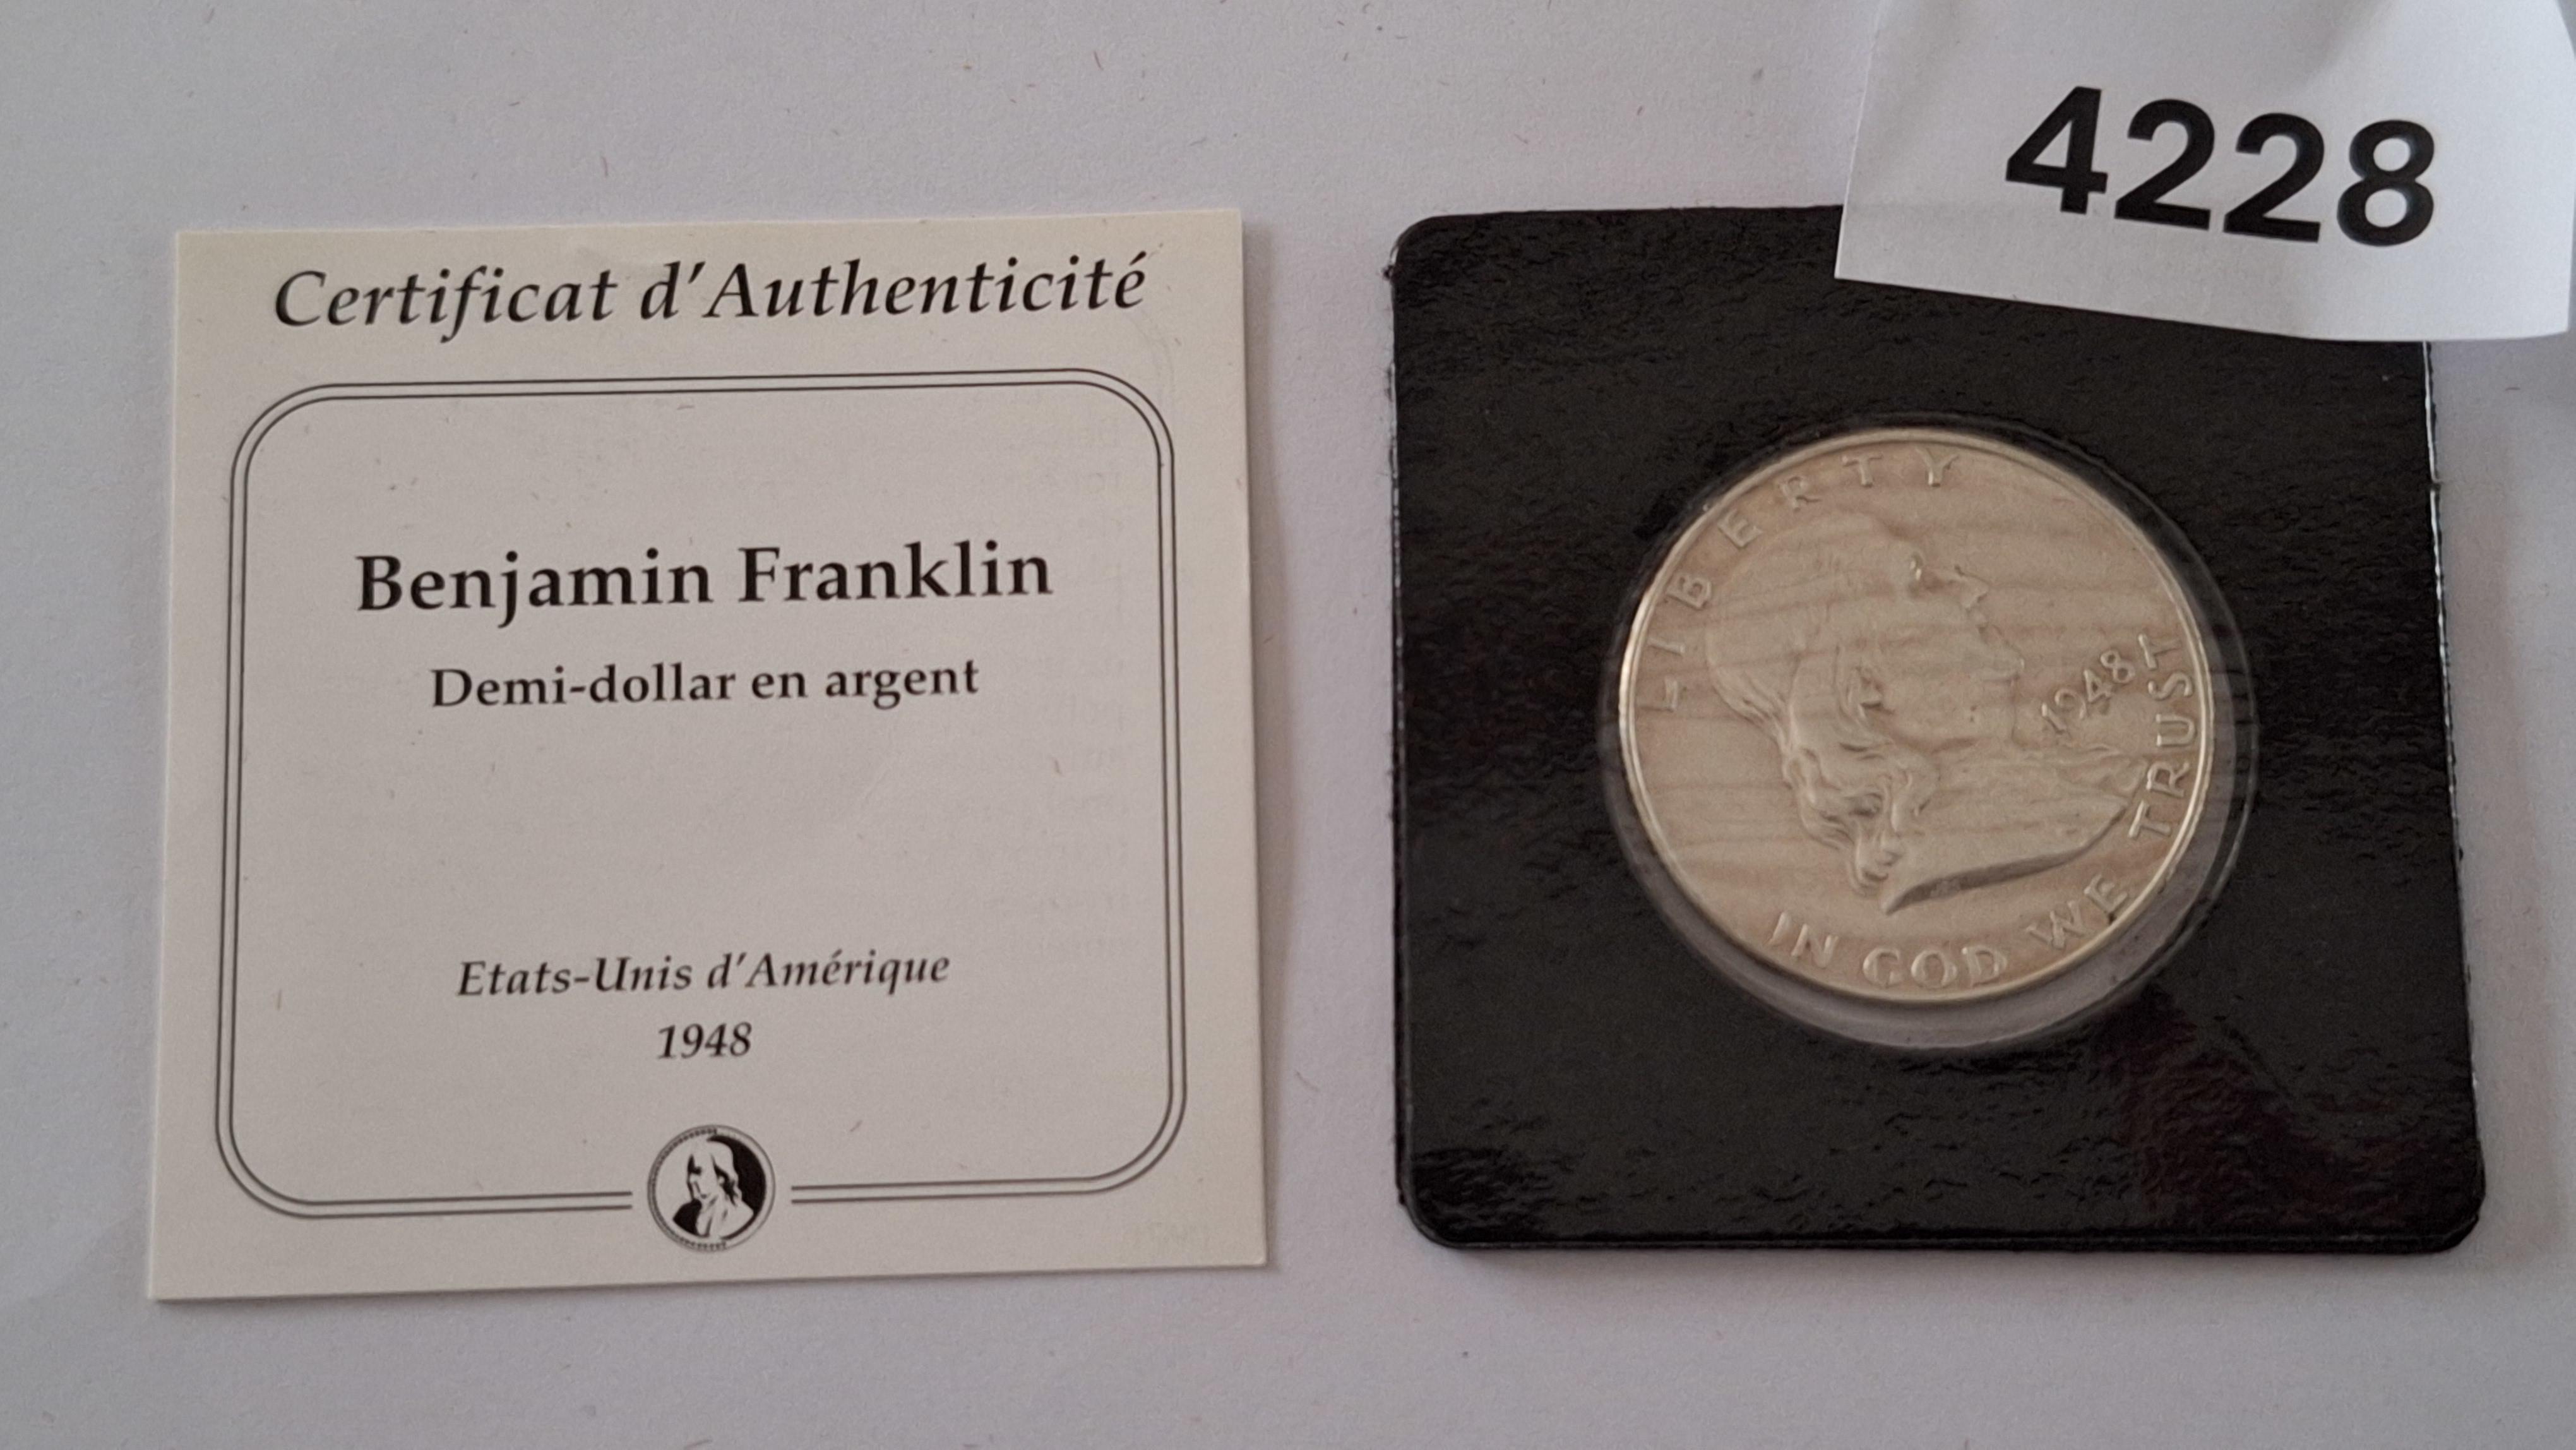 4228
Certificat d'Authenticité
Benjamin Franklin
Demi-dollar en argent
Etats-Unis d'Amérique
1948
LIBERTY
1948
IN GOD WE TRUST